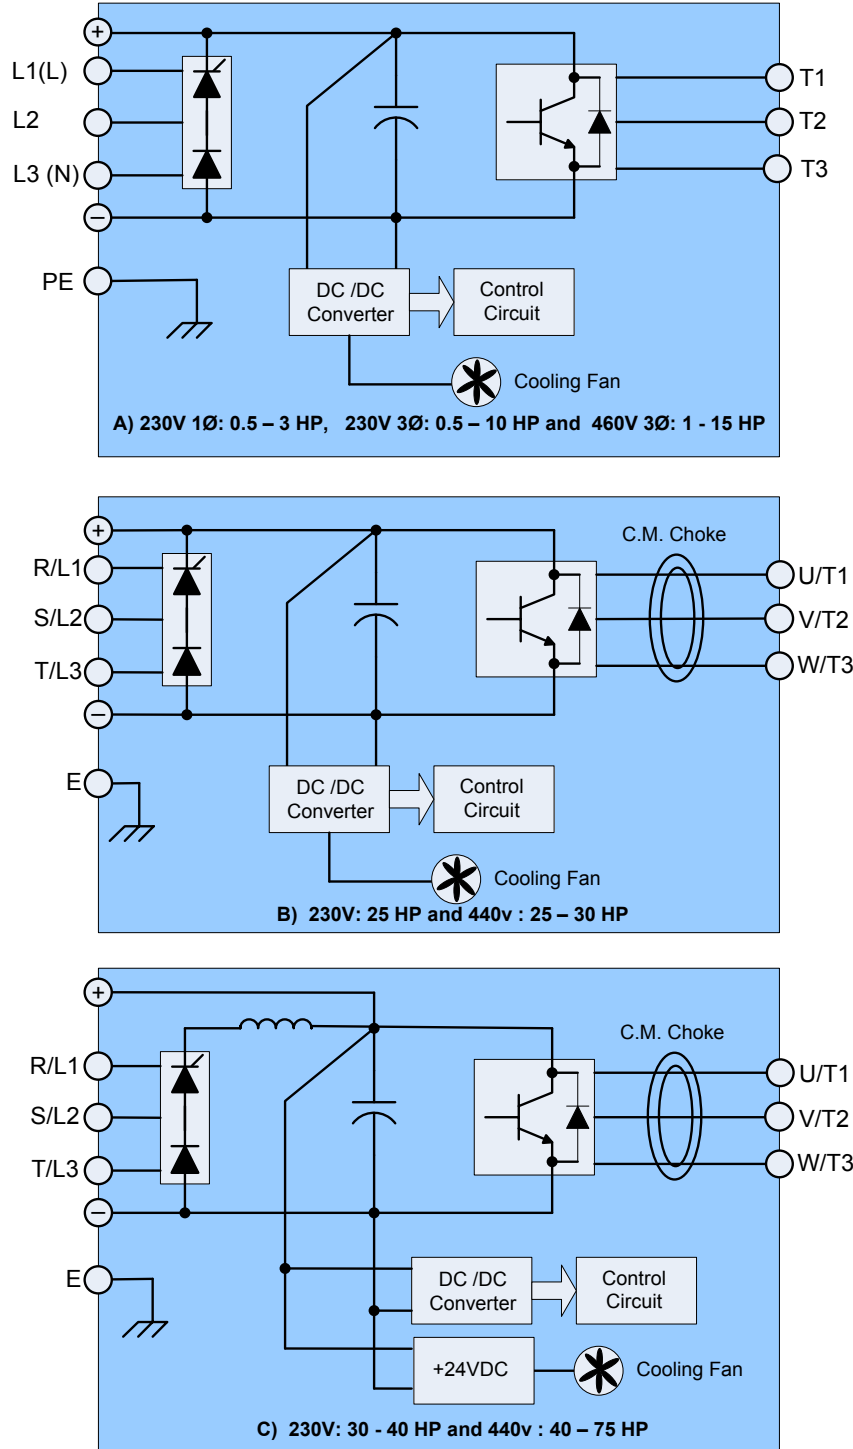 +
L1(L)
L2
L3 (N)
−
PE
T1
T2
T3
DC /DC
Converter
Control
Circuit
Cooling Fan
A) 230V 1Ø: 0.5 – 3 HP, 230V 3Ø: 0.5 – 10 HP and 460V 3Ø: 1 - 15 HP
+
R/L1
S/L2
T/L3
−
E
C.M. Choke
U/T1
V/T2
W/T3
DC /DC
Converter
Control
Circuit
Cooling Fan
B) 230V: 25 HP and 440v : 25 – 30 HP
+
R/L1
S/L2
T/L3
−
E
C.M. Choke
U/T1
V/T2
W/T3
DC /DC
Converter
Control
Circuit
+24VDC
Cooling Fan
C) 230V: 30 - 40 HP and 440v : 40 – 75 HP